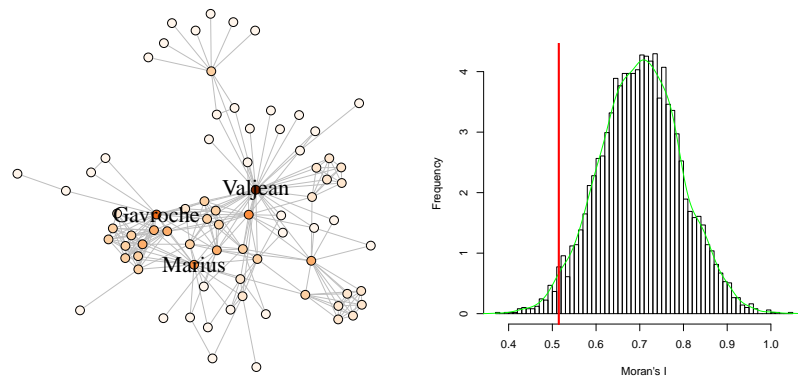 Valjean
Gavroche
Marius
Frequency
4
3
2
1
0
0.4 0.5 0.6 0.7 0.8 0.9 1.0
Moran's I